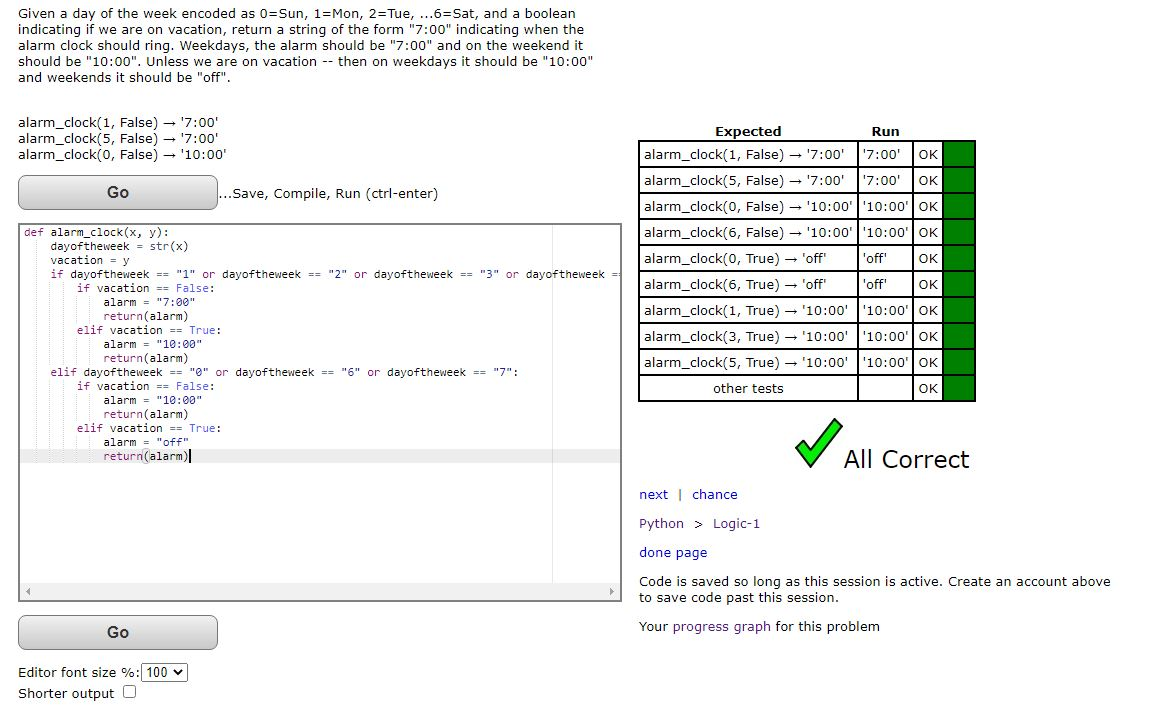 Given a day of the week encoded as 0=Sun, 1=Mon, 2=Tue, ...6=Sat, and a boolean
indicating if we are on vacation, return a string of the form "7:00" indicating when the
alarm clock should ring. Weekdays, the alarm should be "7:00" and on the weekend it
should be "10:00". Unless we are on vacation -- then on weekdays it should be "10:00"
and weekends it should be "off".
alarm_clock(1, False) → '7:00'
alarm_clock(5, False) → '7:00'
alarm_clock(0, False) → '10:00'
Go
...Save, Compile, Run (ctrl-enter)
def alarm_clock(x, y):
    dayoftheweek = str(x)
    vacation = y
    if dayoftheweek == "1" or dayoftheweek == "2" or dayoftheweek == "3" or dayoftheweek =
        if vacation == False:
            alarm = "7:00"
            return(alarm)
        elif vacation == True:
            alarm = "10:00"
            return(alarm)
    elif dayoftheweek == "0" or dayoftheweek == "6" or dayoftheweek == "7":
        if vacation == False:
            alarm = "10:00"
            return(alarm)
        elif vacation == True:
            alarm = "off"
            return(alarm)
Go
Editor font size %: 100
Shorter output
Expected Run
alarm_clock(1, False) → '7:00' '7:00' OK
alarm_clock(5, False) → '7:00' '7:00' OK
alarm_clock(0, False) → '10:00' '10:00' OK
alarm_clock(6, False) → '10:00' '10:00' OK
alarm_clock(0, True) → 'off' 'off' OK
alarm_clock(6, True) → 'off' 'off' OK
alarm_clock(1, True) → '10:00' '10:00' OK
alarm_clock(3, True) → '10:00' '10:00' OK
alarm_clock(5, True) → '10:00' '10:00' OK
other tests OK
All Correct
next | chance
Python > Logic-1
done page
Code is saved so long as this session is active. Create an account above
to save code past this session.
Your progress graph for this problem